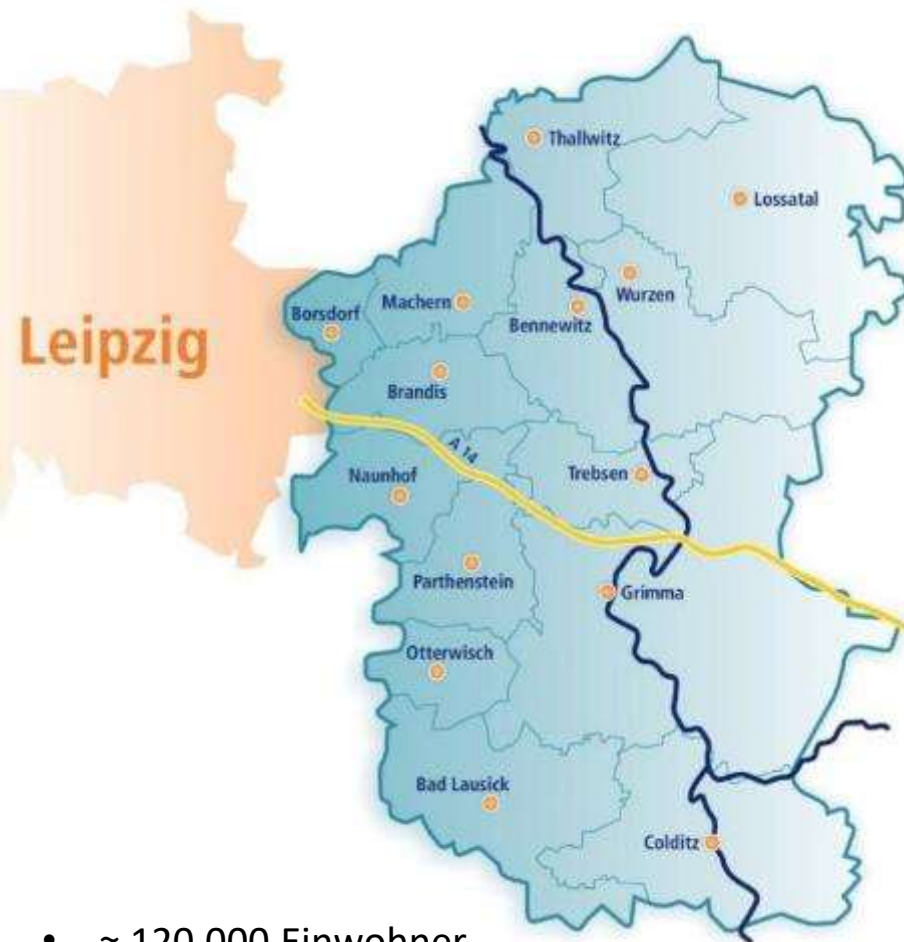 Thallwitz
Lossatal
Wurzen
Machern
Borsdorf
Bennewitz
Leipzig
Brandis
A 14
Naunhof
Trebsen
Parthenstein
Grimma
Otterwisch
Bad Lausick
Colditz
• ~ 120 000 Einwohner